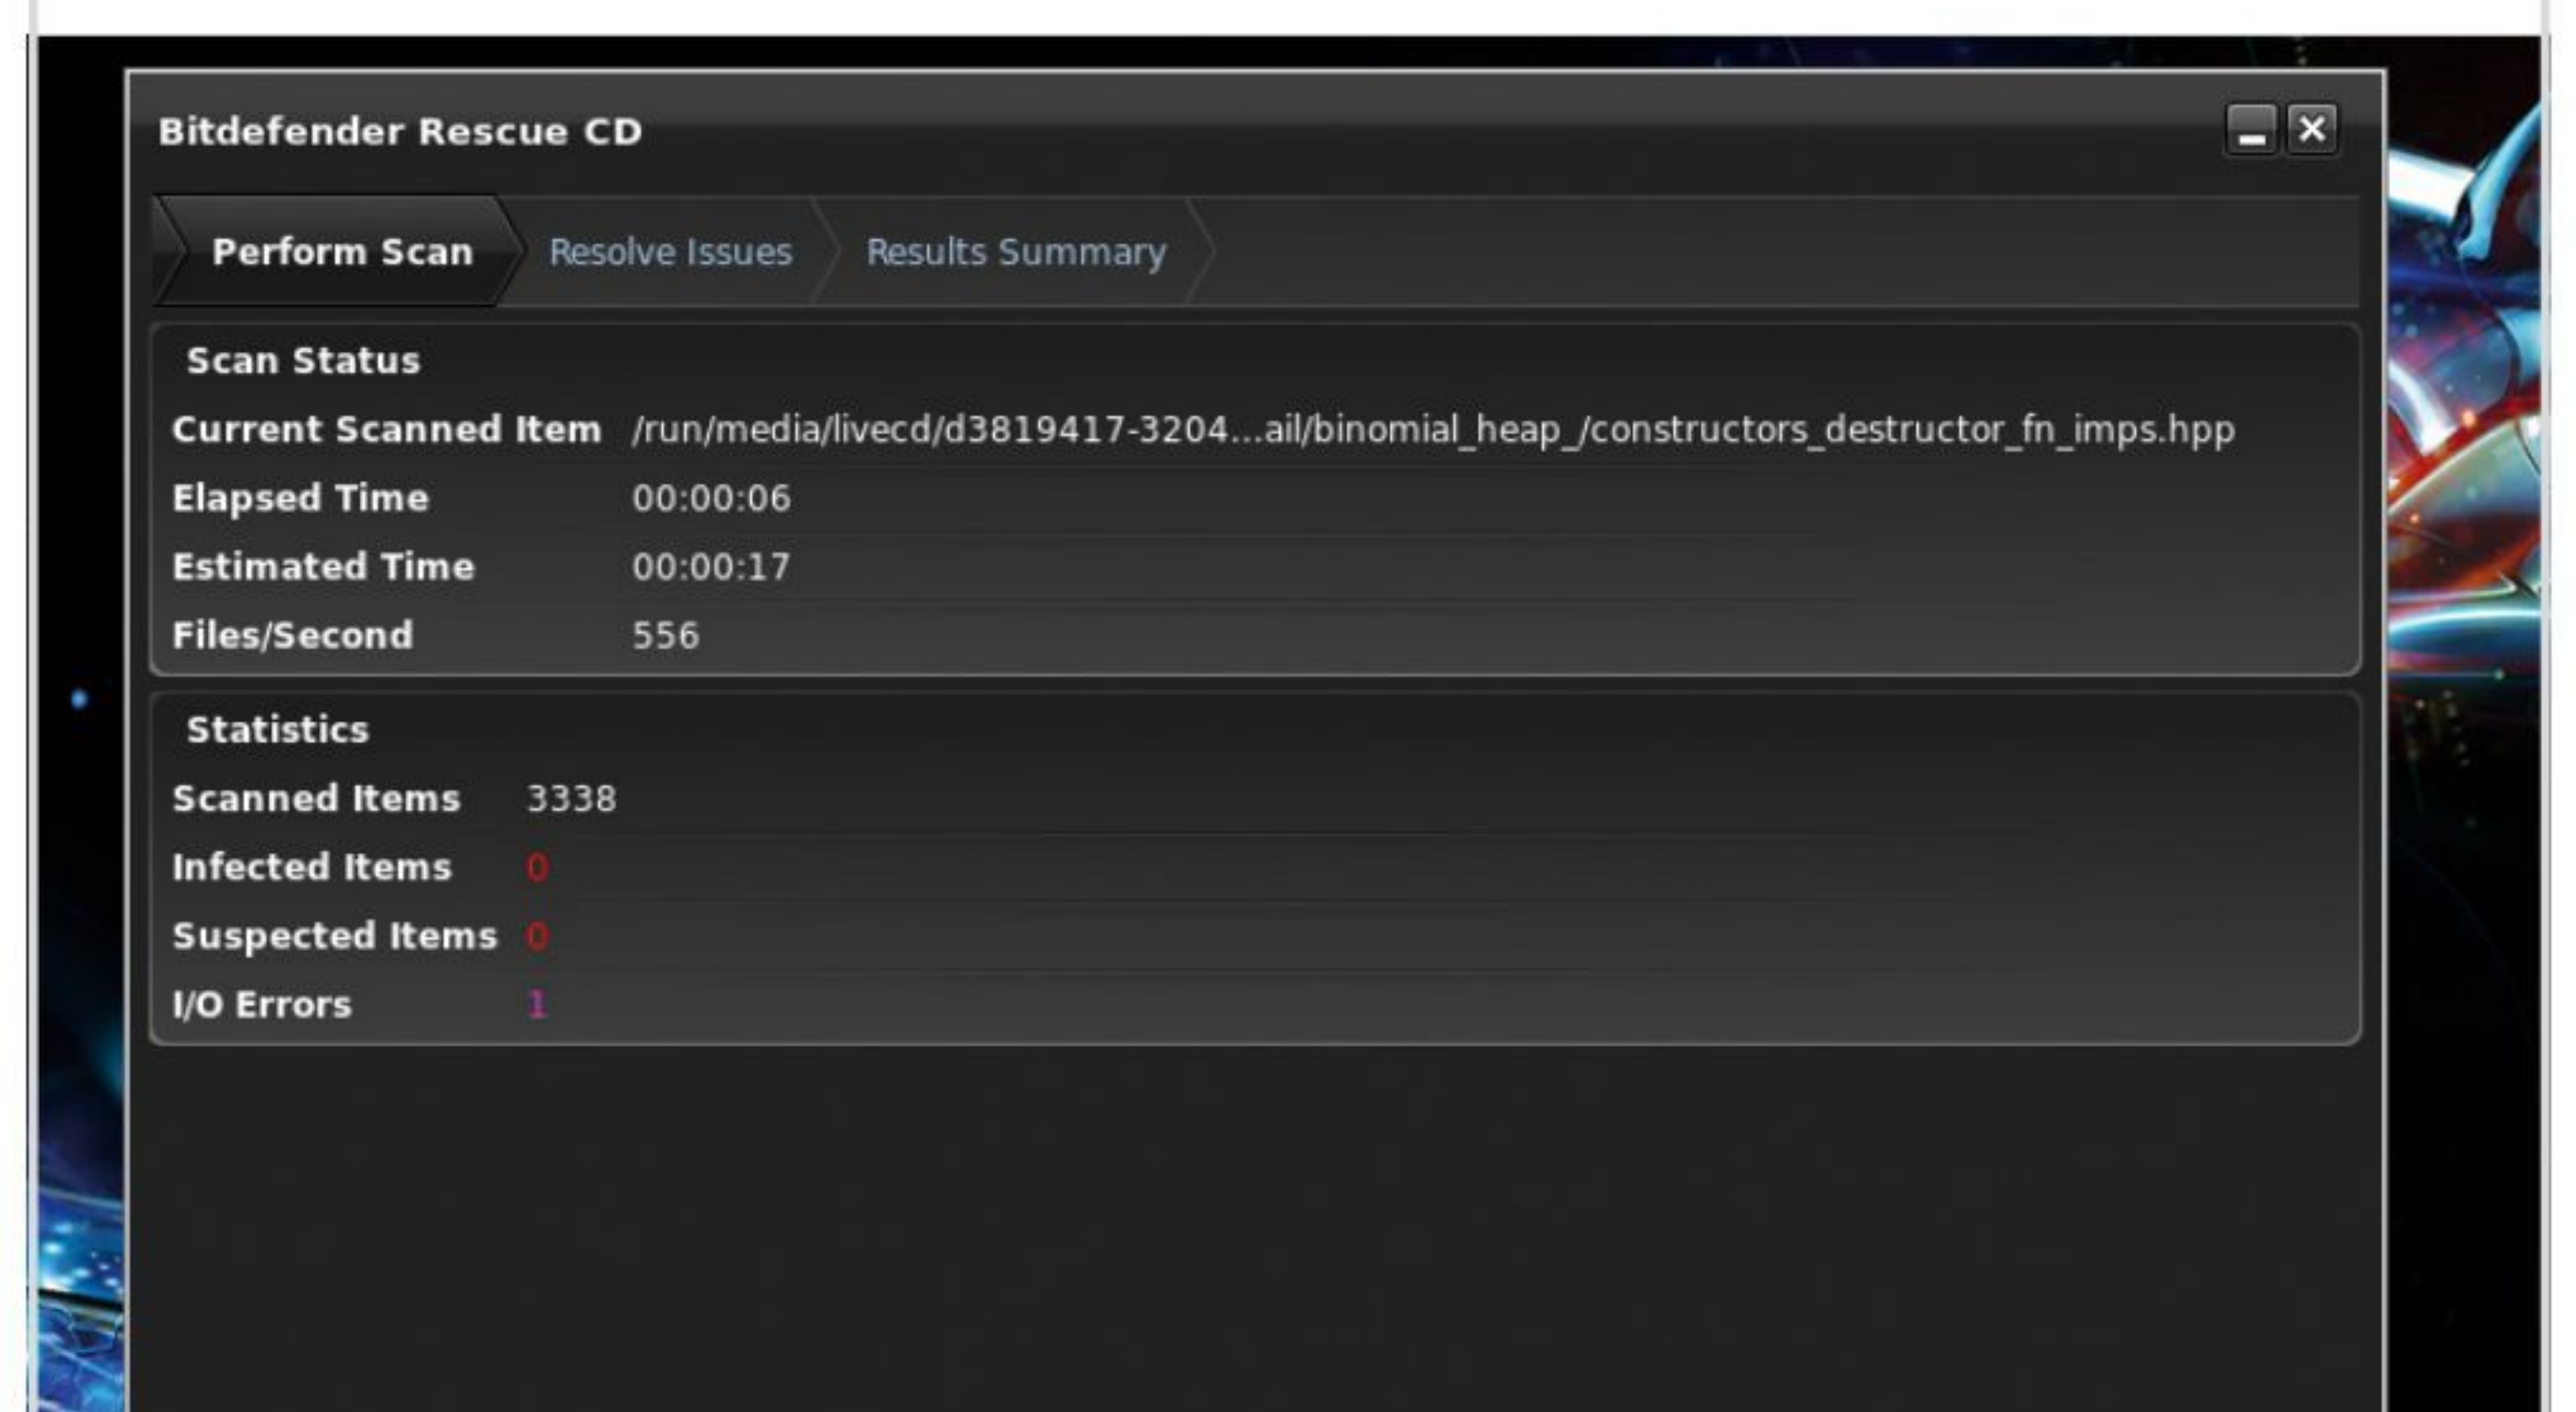 Bitdefender Rescue CD
Perform Scan Resolve Issues Results Summary
Scan Status
Current Scanned Item /run/media/livecd/d3819417-3204...ail/binomial_heap_/constructors_destructor_fn_imps.hpp
Elapsed Time 00:00:06
Estimated Time 00:00:17
Files/Second 556
Statistics
Scanned Items 3338
Infected Items 0
Suspected Items 0
I/O Errors 1